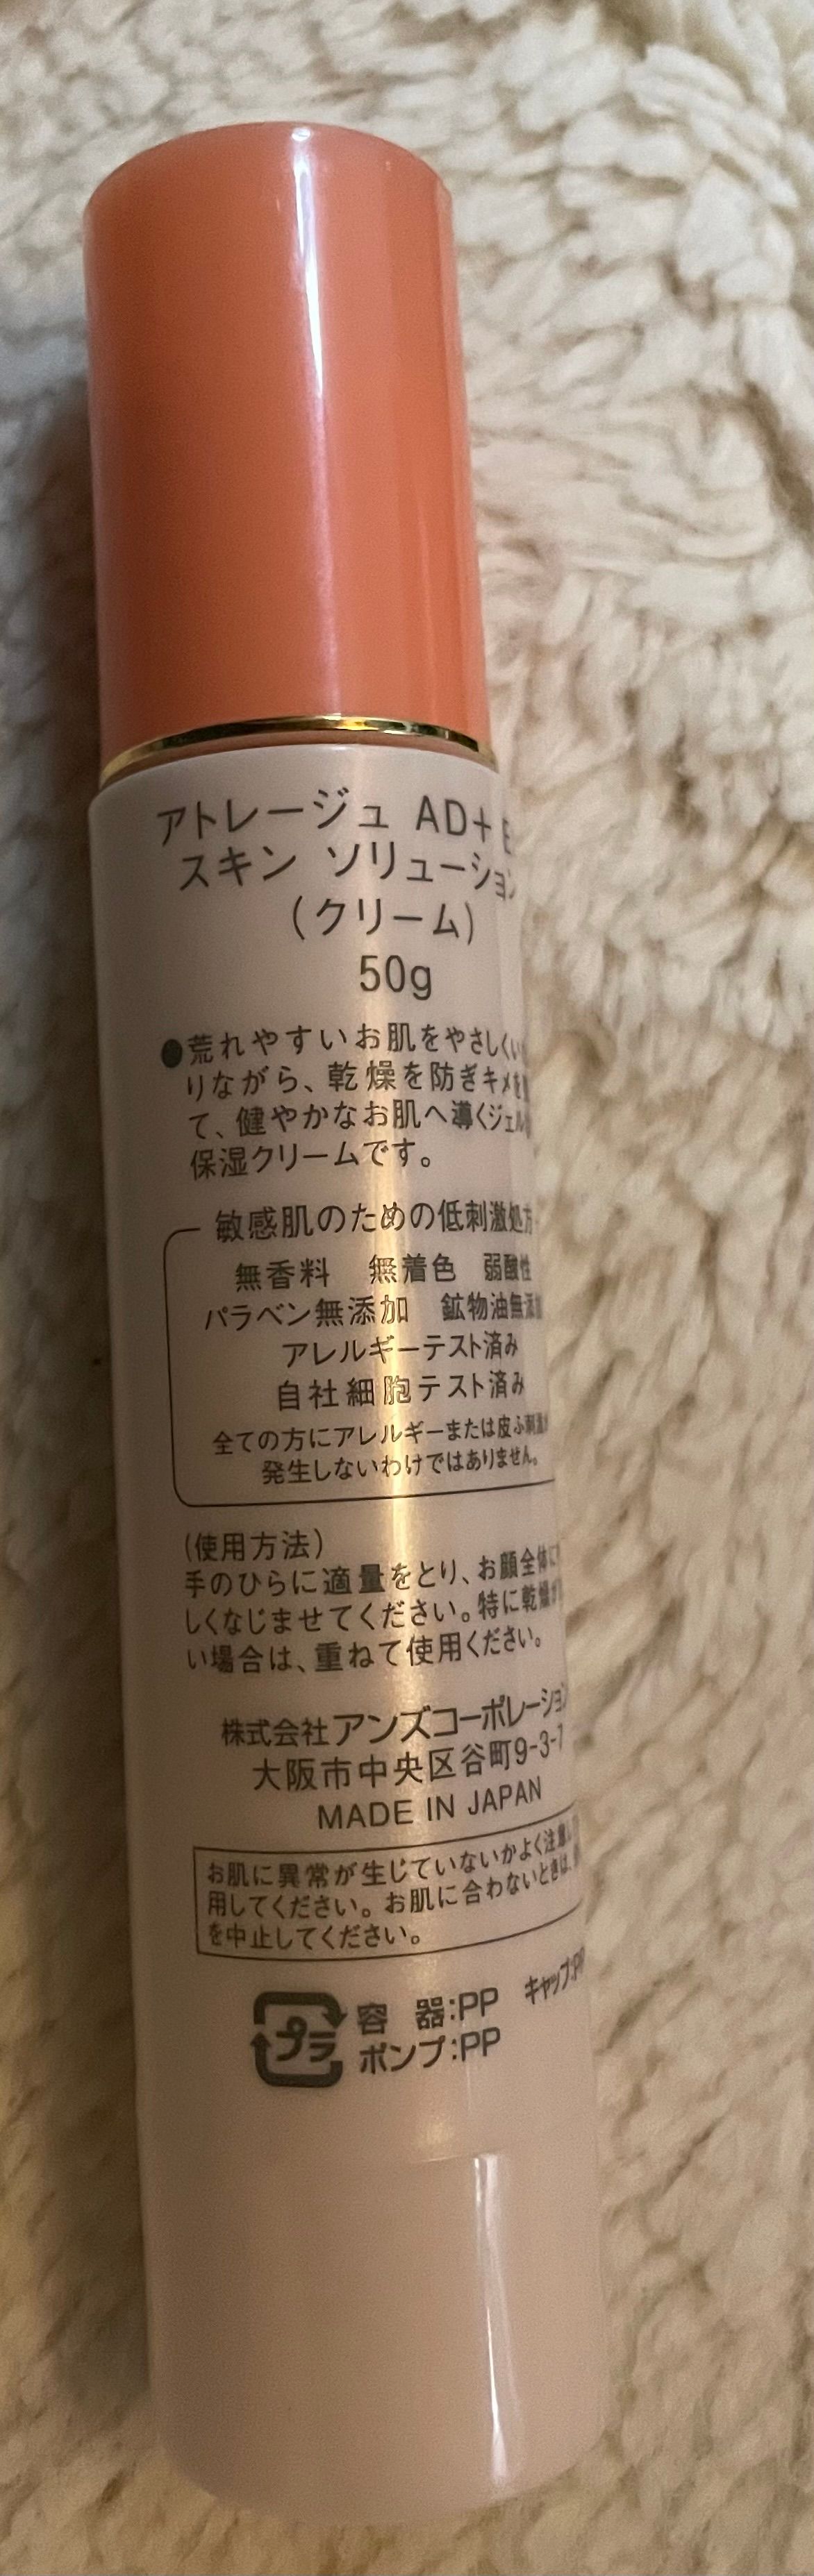 アトレージュ AD+
スキン ソリューション
(クリーム)
50g
●荒れやすいお肌をやさしく
りながら、乾燥を防ぎキメを
て、健やかなお肌へ導くジェル
保湿クリームです。
敏感肌のための低刺激処方
無香料 無着色 弱酸性
パラベン無添加 鉱物油無添加
アレルギーテスト済み
自社細胞テスト済み
全ての方にアレルギーまたは皮ふ刺激が
発生しないわけではありません。
(使用方法)
手のひらに適量をとり、お顔全体に
しくなじませてください。特に乾燥が
い場合は、重ねて使用ください。
株式会社アンズコーポレーション
大阪市中央区谷町9-3-7
MADE IN JAPAN
お肌に異常が生じていないかよく注意し
用してください。お肌に合わないときは、
を中止してください。
プラ 容 器:PP キャップ:PP
ポンプ:PP